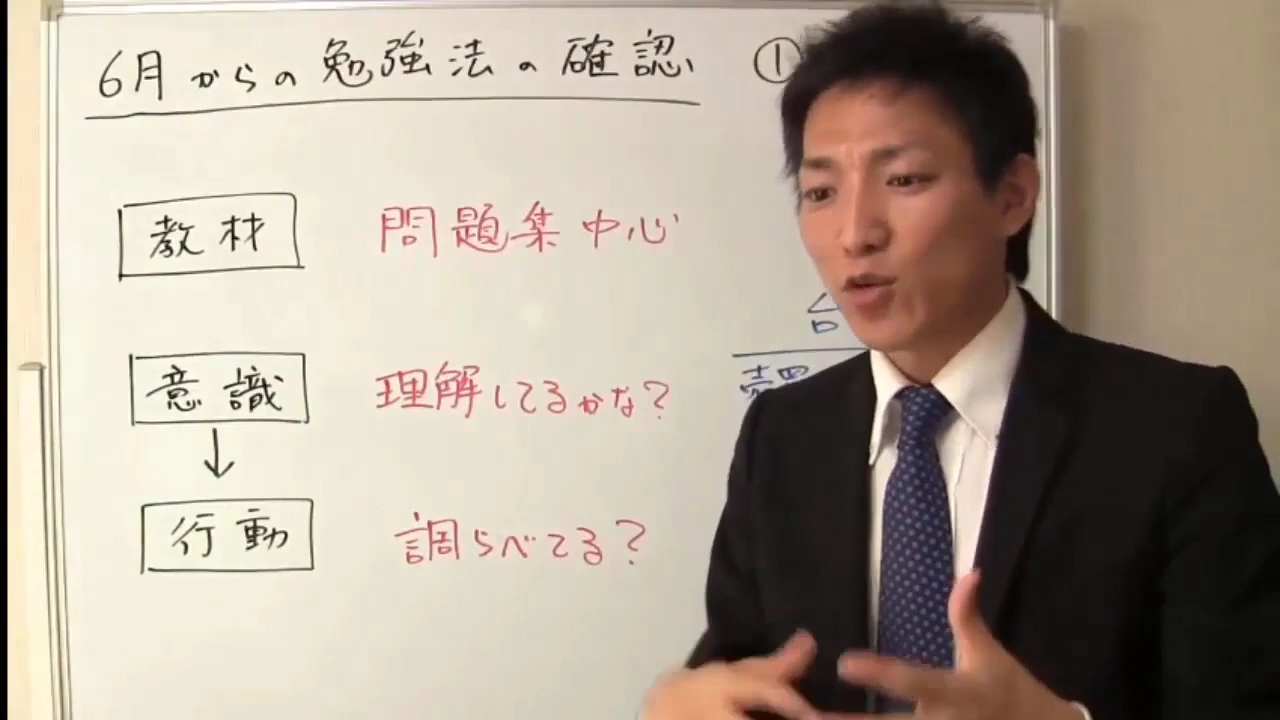 6月からの勉強法の確認 ①
教材 問題集中心
意識 理解してるかな?
↓
行動 調らべてる?